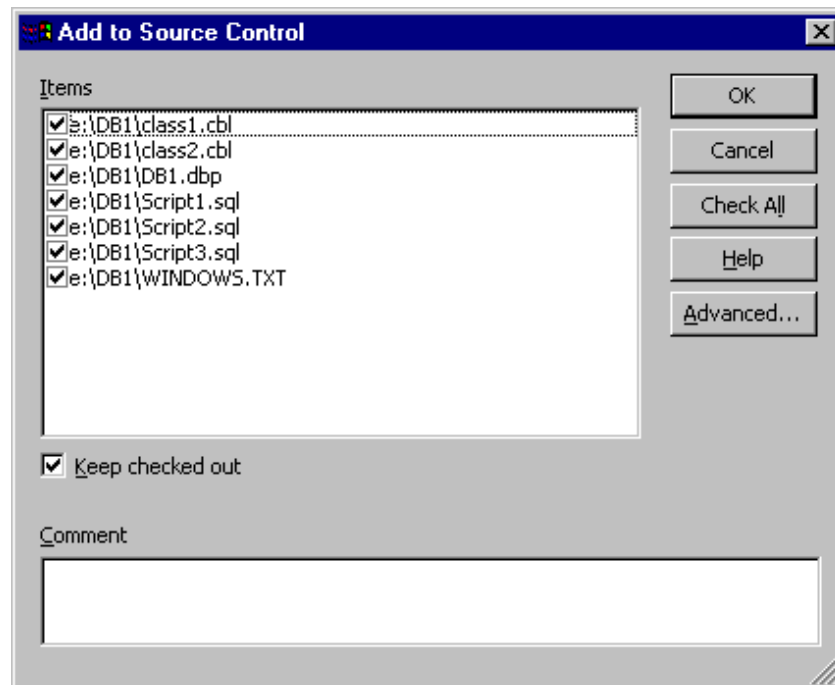 Add to Source Control
Items
e:\DB1\class1.cbl
e:\DB1\class2.cbl
e:\DB1\DB1.dbp
e:\DB1\Script1.sql
e:\DB1\Script2.sql
e:\DB1\Script3.sql
e:\DB1\WINDOWS.TXT
OK
Cancel
Check All
Help
Advanced...
Keep checked out
Comment